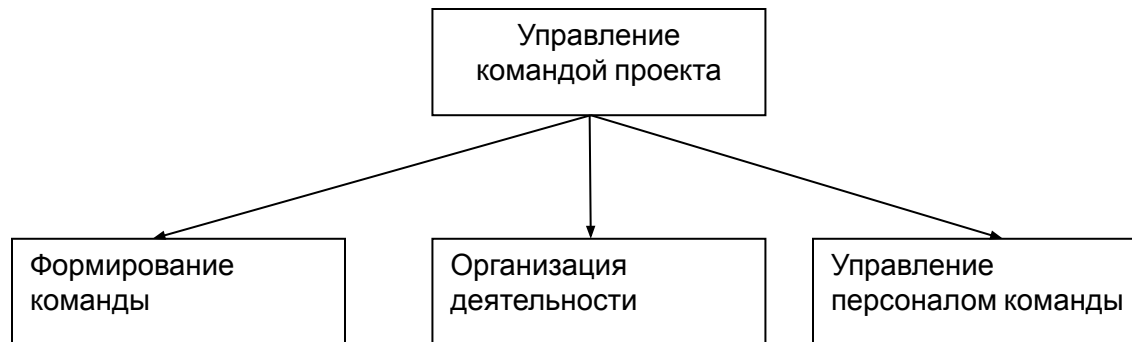 Управление
командой проекта
Формирование
команды
Организация
деятельности
Управление
персоналом команды